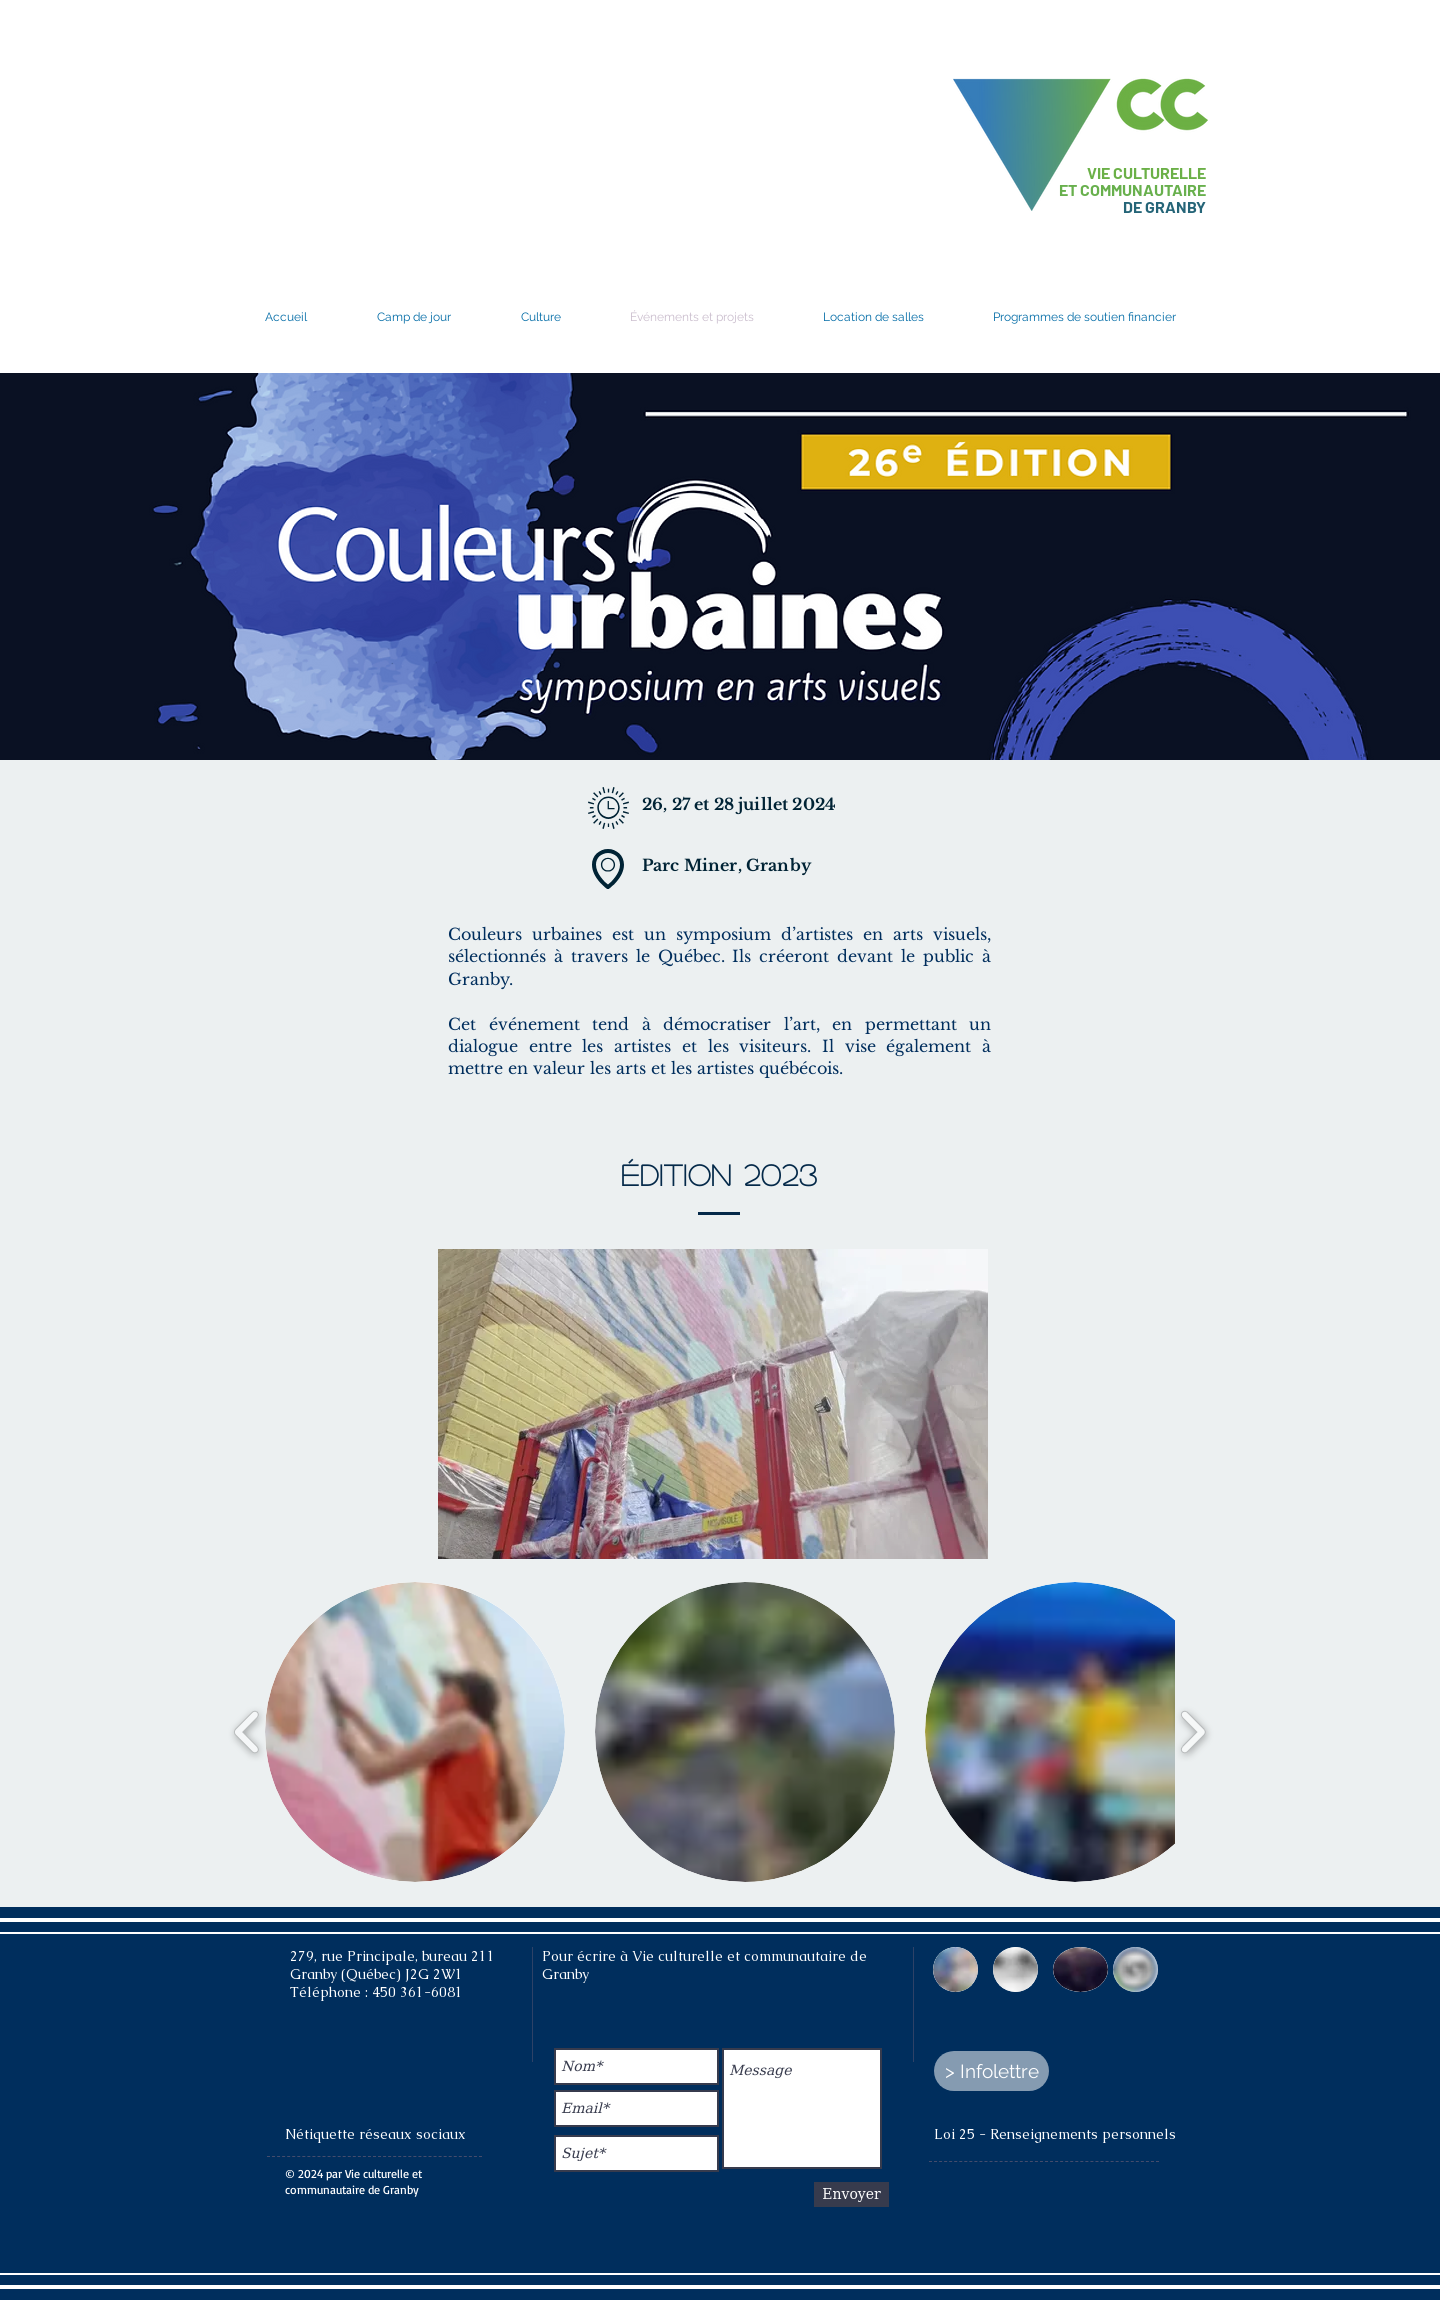 CC
VIE CULTURELLE
ET COMMUNAUTAIRE
DE GRANBY
Accueil
Camp de jour
Culture
Événements et projets
Location de salles
Programmes de soutien financier
26e ÉDITION
Couleurs
urbaines
symposium en arts visuels
26, 27 et 28 juillet 2024
Parc Miner, Granby
Couleurs urbaines est un symposium d’artistes en arts visuels,
sélectionnés à travers le Québec. Ils créeront devant le public à
Granby.
Cet événement tend à démocratiser l’art, en permettant un
dialogue entre les artistes et les visiteurs. Il vise également à
mettre en valeur les arts et les artistes québécois.
ÉDITION 2023
279, rue Principale, bureau 211
Granby (Québec) J2G 2W1
Téléphone : 450 361-6081
Pour écrire à Vie culturelle et communautaire de
Granby
Nom*
Email*
Sujet*
Message
Envoyer
> Infolettre
Nétiquette réseaux sociaux
Loi 25 - Renseignements personnels
© 2024 par Vie culturelle et
communautaire de Granby